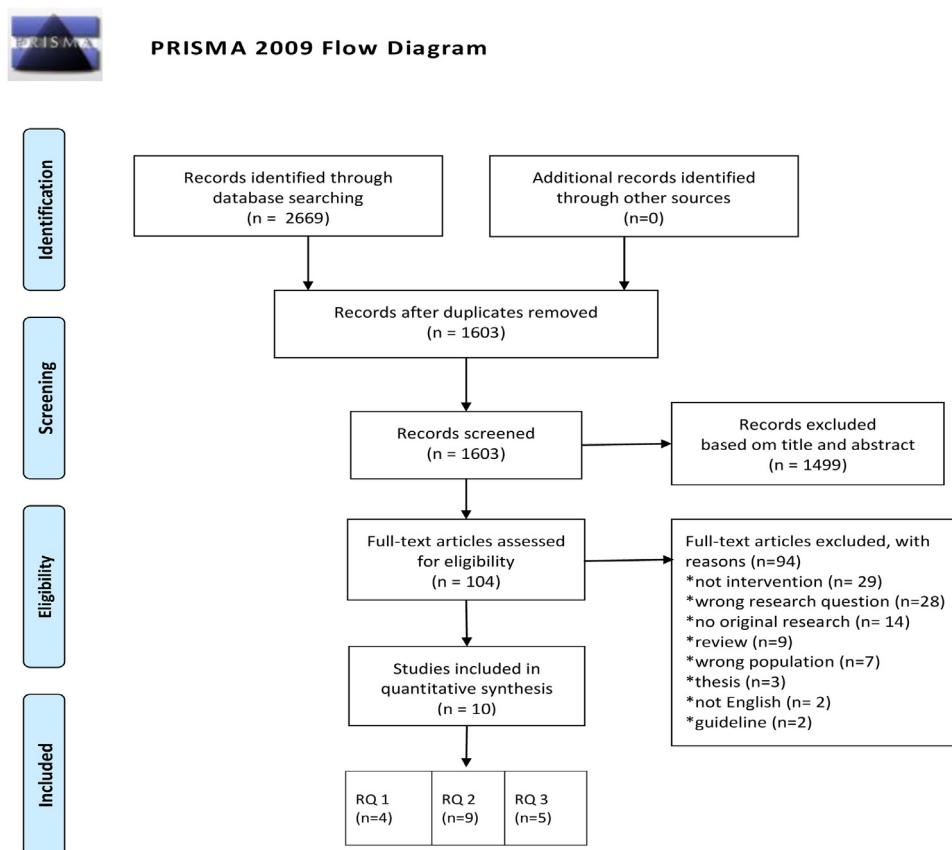 PRISMA
PRISMA 2009 Flow Diagram
Identification
Records identified through
database searching
(n = 2669)
Additional records identified
through other sources
(n=0)
Records after duplicates removed
(n = 1603)
Screening
Records screened
(n = 1603)
Records excluded
based om title and abstract
(n = 1499)
Eligibility
Full-text articles assessed
for eligibility
(n = 104)
Full-text articles excluded, with
reasons (n=94)
*not intervention (n= 29)
*wrong research question (n=28)
*no original research (n= 14)
*review (n=9)
*wrong population (n=7)
*thesis (n=3)
*not English (n= 2)
*guideline (n=2)
Studies included in
quantitative synthesis
(n = 10)
Included
RQ 1
(n=4)
RQ 2
(n=9)
RQ 3
(n=5)